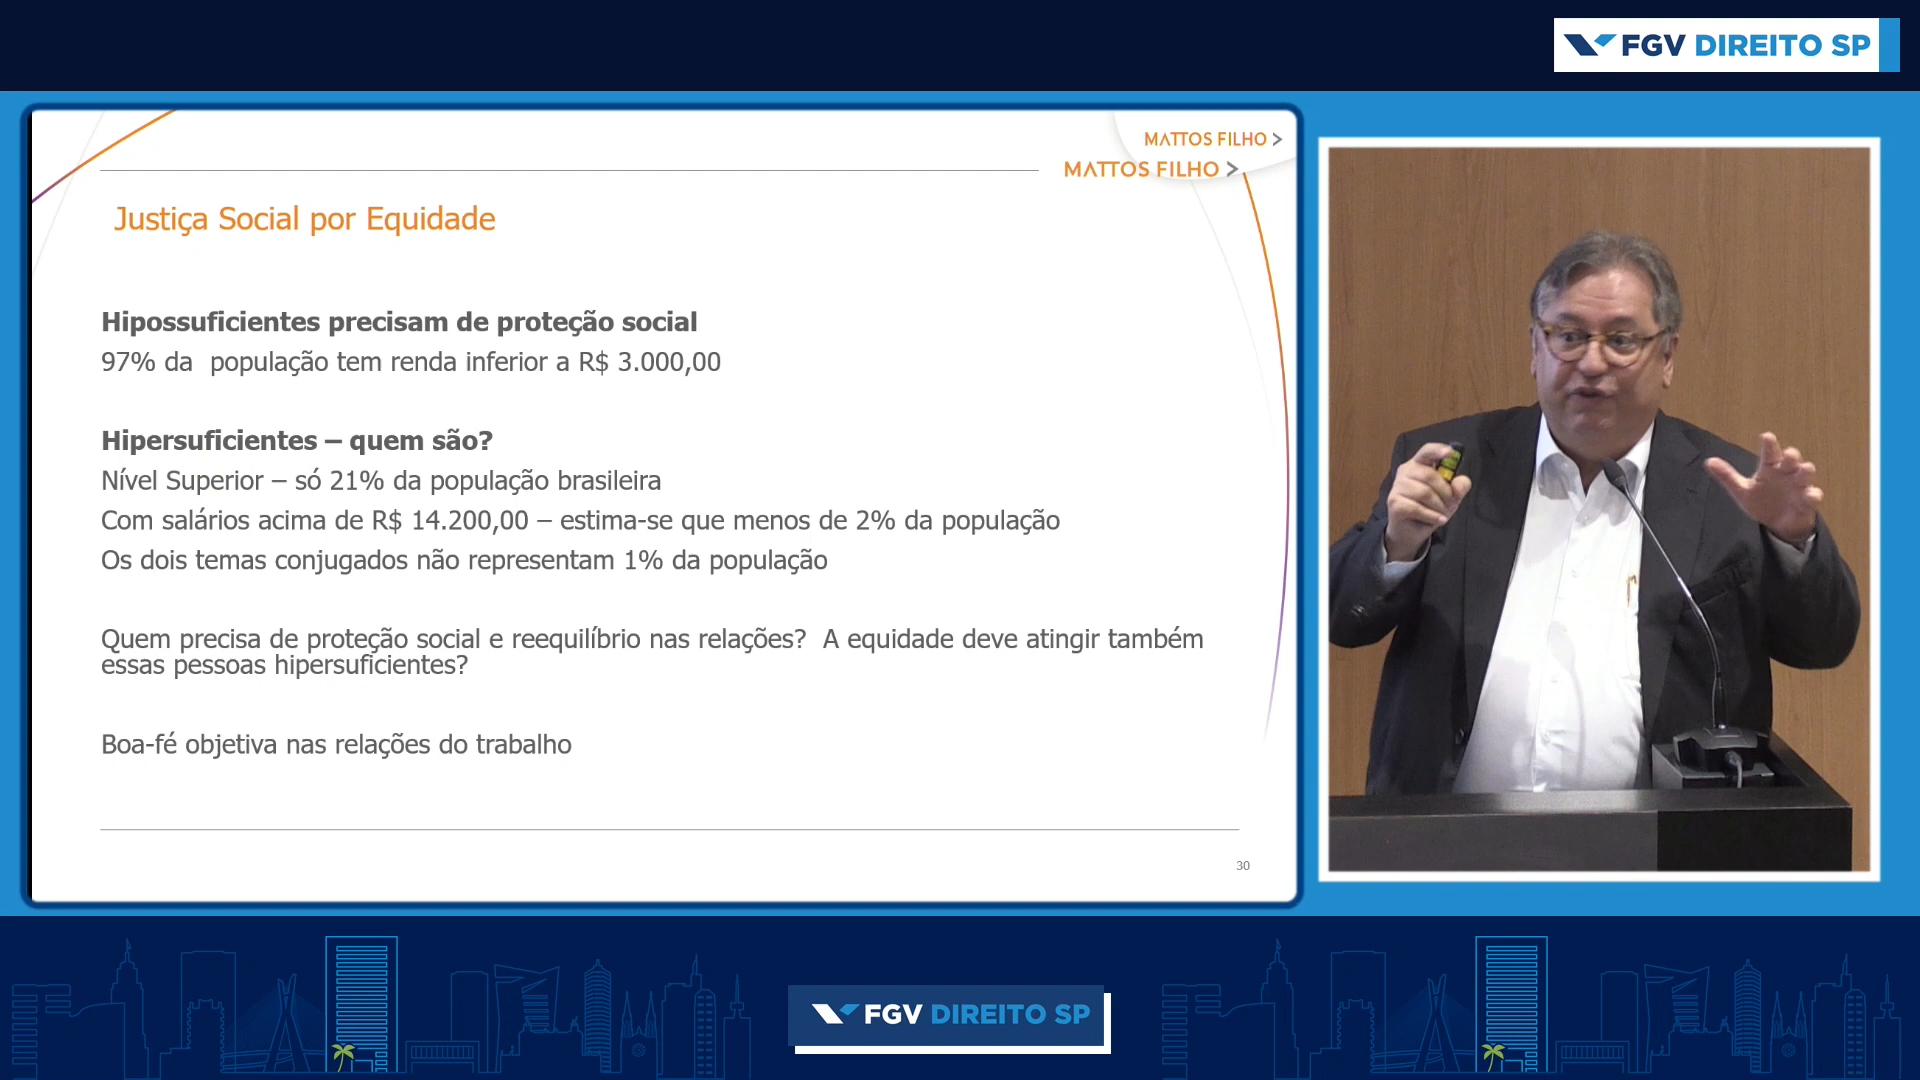 FGV DIREITO SP
MATTOS FILHO >
MATTOS FILHO >
Justiça Social por Equidade
Hipossuficientes precisam de proteção social
97% da  população tem renda inferior a R$ 3.000,00
Hipersuficientes – quem são?
Nível Superior – só 21% da população brasileira
Com salários acima de R$ 14.200,00 – estima-se que menos de 2% da população
Os dois temas conjugados não representam 1% da população
Quem precisa de proteção social e reequilíbrio nas relações?  A equidade deve atingir também
essas pessoas hipersuficientes?
Boa-fé objetiva nas relações do trabalho
30
FGV DIREITO SP